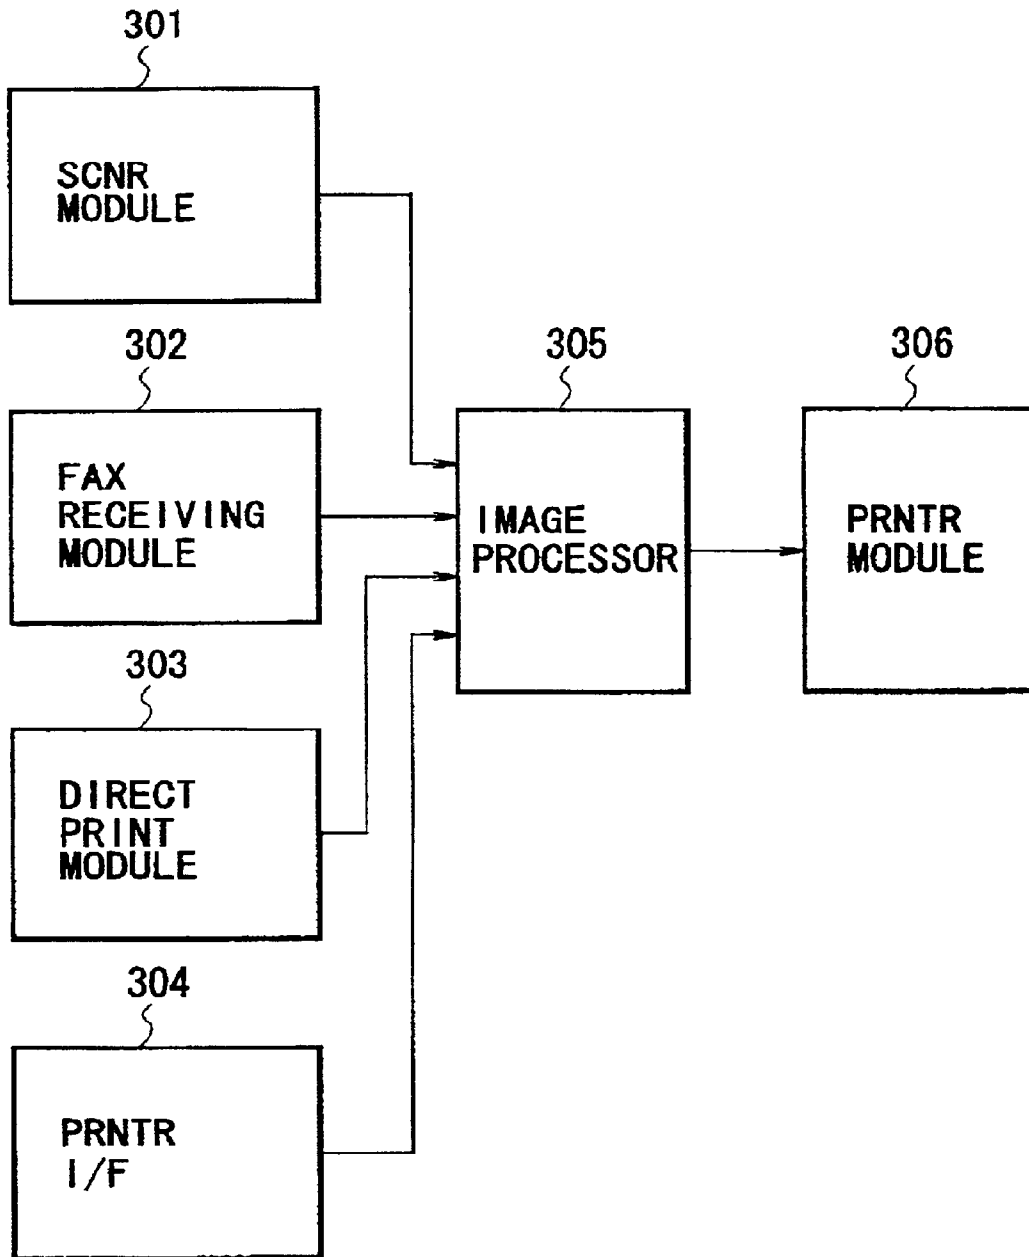 301
SCNR
MODULE
302
FAX
RECEIVING
MODULE
303
DIRECT
PRINT
MODULE
304
PRNTR
I/F
305
IMAGE
PROCESSOR
306
PRNTR
MODULE